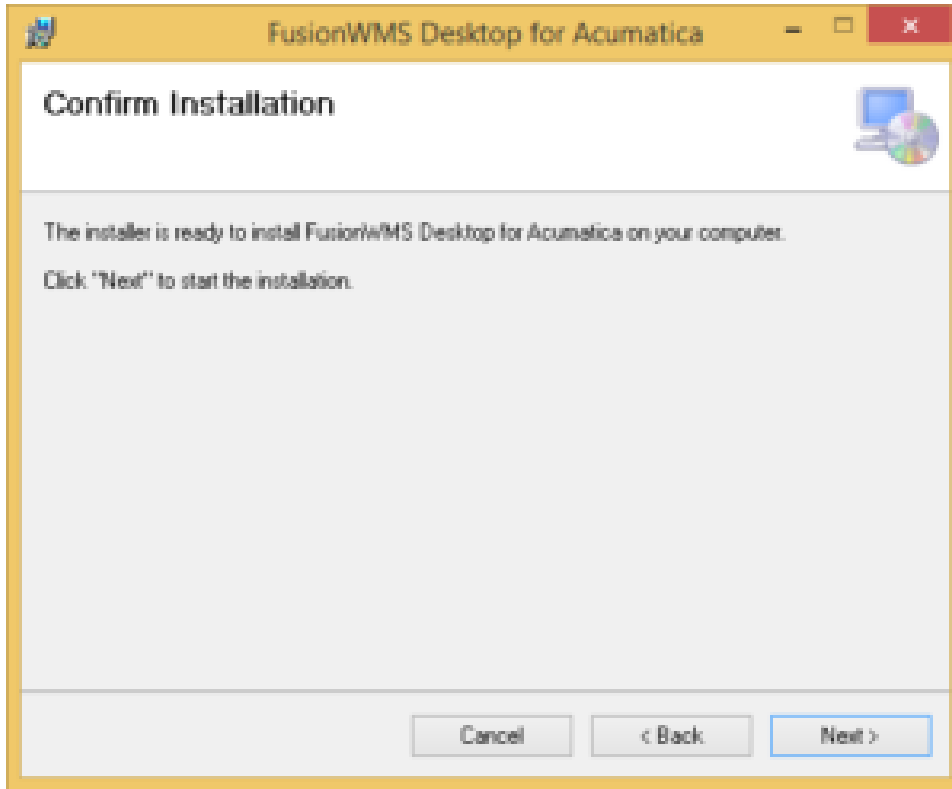 FusionWMS Desktop for Acumatica
Confirm Installation
The installer is ready to install FusionWMS Desktop for Acumatica on your computer.
Click "Next" to start the installation.
Cancel
< Back
Next >